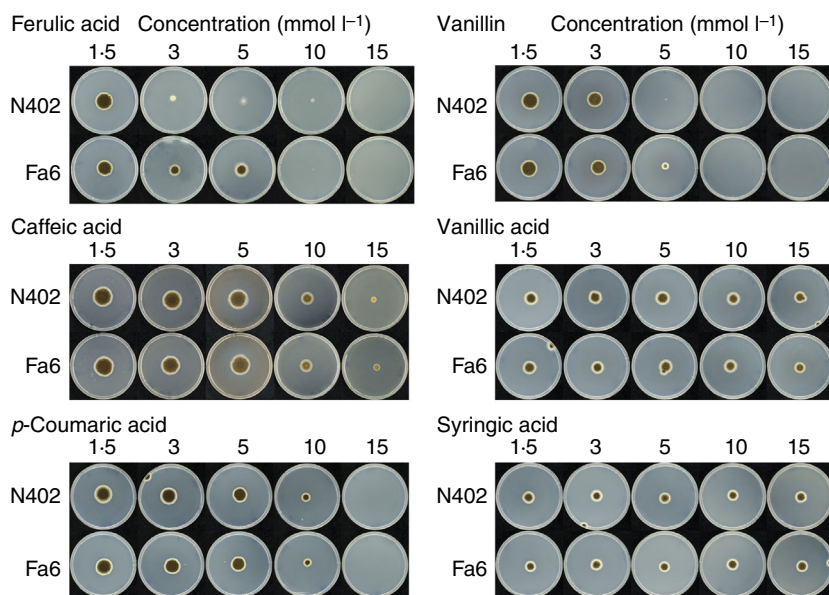 Ferulic acid Concentration (mmol l⁻¹)
1·5 3 5 10 15
N402
Fa6
Caffeic acid
1·5 3 5 10 15
N402
Fa6
p-Coumaric acid
1·5 3 5 10 15
N402
Fa6
Vanillin Concentration (mmol l⁻¹)
1·5 3 5 10 15
N402
Fa6
Vanillic acid
1·5 3 5 10 15
N402
Fa6
Syringic acid
1·5 3 5 10 15
N402
Fa6